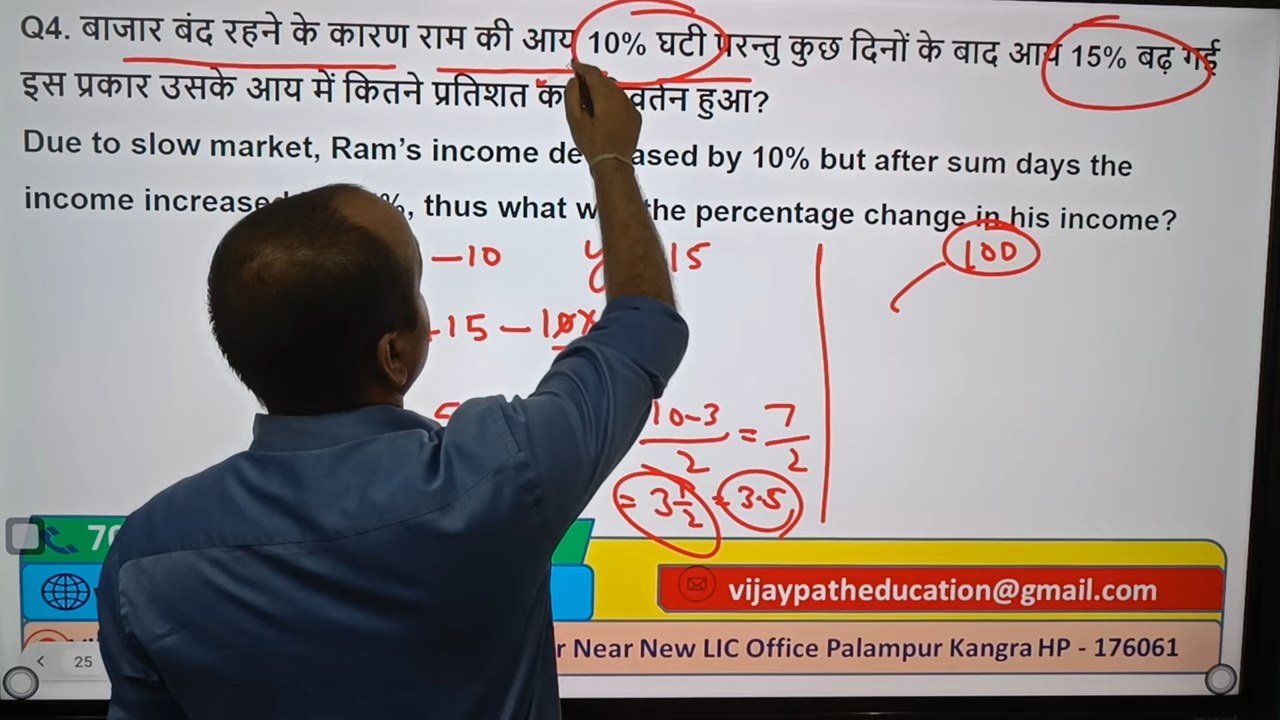 Q4. बाजार बंद रहने के कारण राम की आय 10% घटी परन्तु कुछ दिनों के बाद आय 15% बढ़ गई
इस प्रकार उसके आय में कितने प्रतिशत हुआ?
Due to slow market, Ram's income by 10% but after sum days the
income thus what the percentage change in his income?
-10 y 15 100
15 - 10x
5 10-3/2 = 7/2
= 3 1/2 = 3.5
70
vijaypatheducation@gmail.com
Near New LIC Office Palampur Kangra HP - 176061
< 25